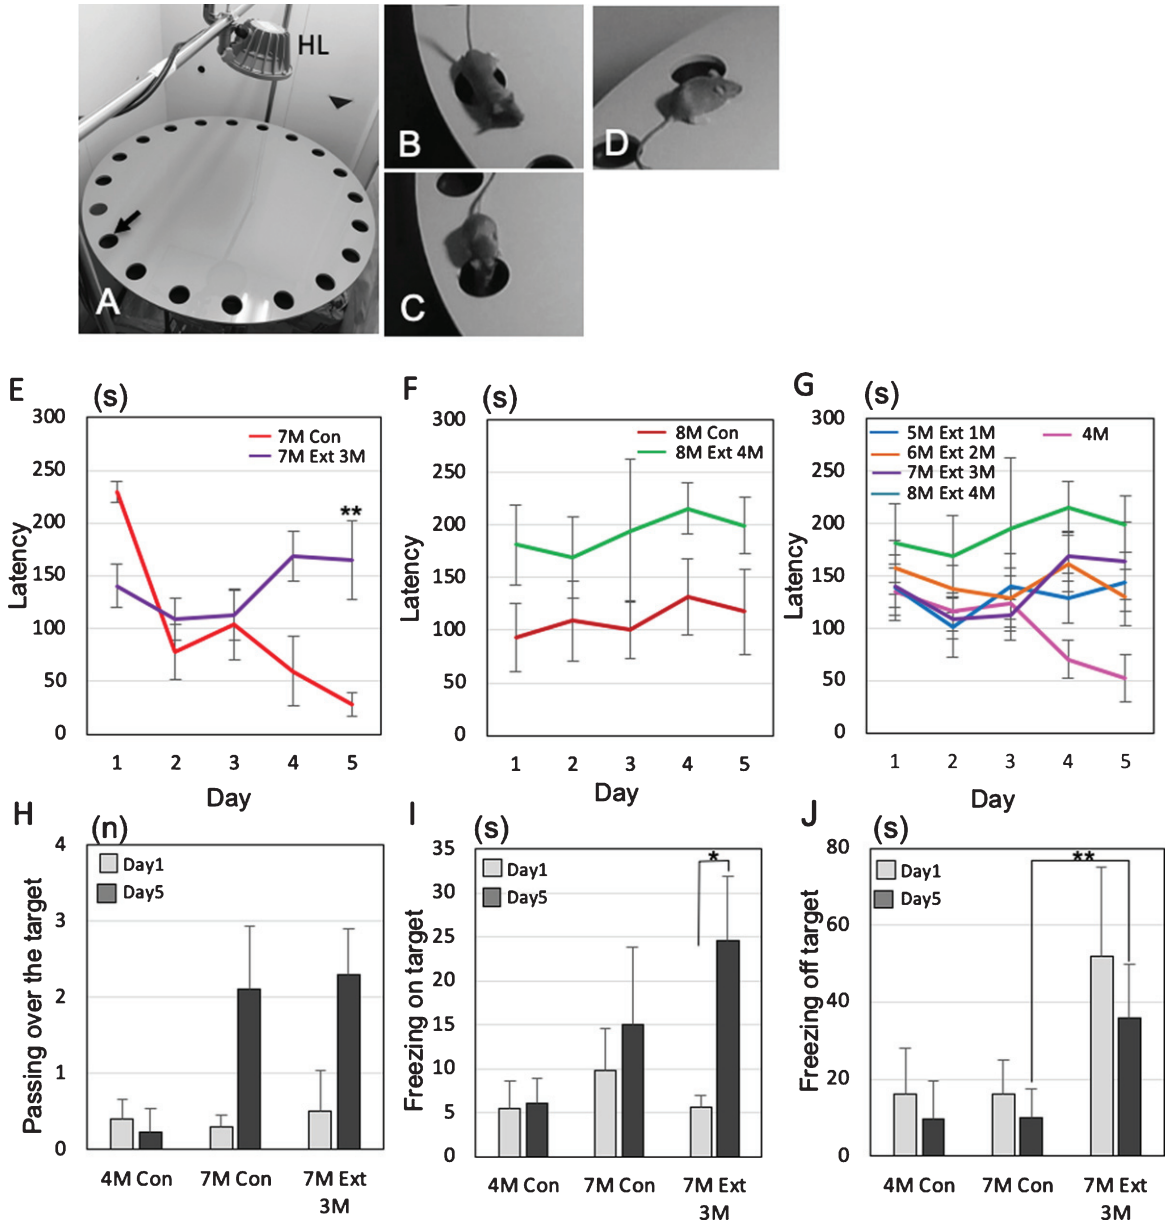 HL
A
B
C
D
E
(s)
Latency
300
250
200
150
100
50
0
7M Con
7M Ext 3M
**
1 2 3 4 5
Day
F
(s)
Latency
300
250
200
150
100
50
0
8M Con
8M Ext 4M
1 2 3 4 5
Day
G
(s)
Latency
300
250
200
150
100
50
0
5M Ext 1M
6M Ext 2M
7M Ext 3M
8M Ext 4M
4M
1 2 3 4 5
Day
H
(n)
Passing over the target
4
3
2
1
0
Day1
Day5
4M Con 7M Con 7M Ext
3M
I
(s)
Freezing on target
35
30
25
20
15
10
5
0
Day1
Day5
*
4M Con 7M Con 7M Ext
3M
J
(s)
Freezing off target
80
60
40
20
0
Day1
Day5
**
4M Con 7M Con 7M Ext
3M